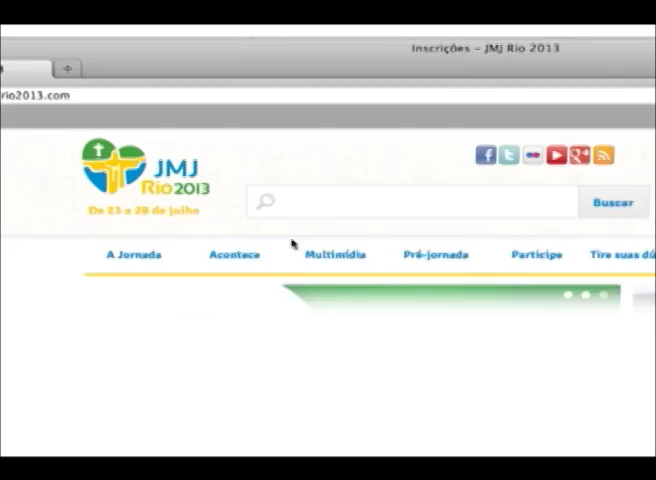 Inscrições – JMJ Rio 2013
rio2013.com
JMJ
Rio2013
De 23 a 28 de julho
Buscar
A Jornada Acontece Multimídia Pré-jornada Participe Tire suas dú